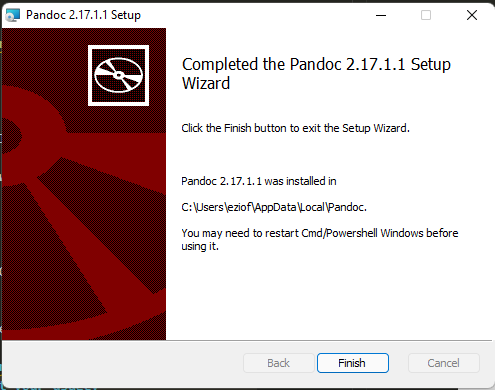 Pandoc 2.17.1.1 Setup
Completed the Pandoc 2.17.1.1 Setup
Wizard
Click the Finish button to exit the Setup Wizard.
Pandoc 2.17.1.1 was installed in
C:\Users\eziof\AppData\Local\Pandoc.
You may need to restart Cmd/Powershell Windows before
using it.
Back
Finish
Cancel